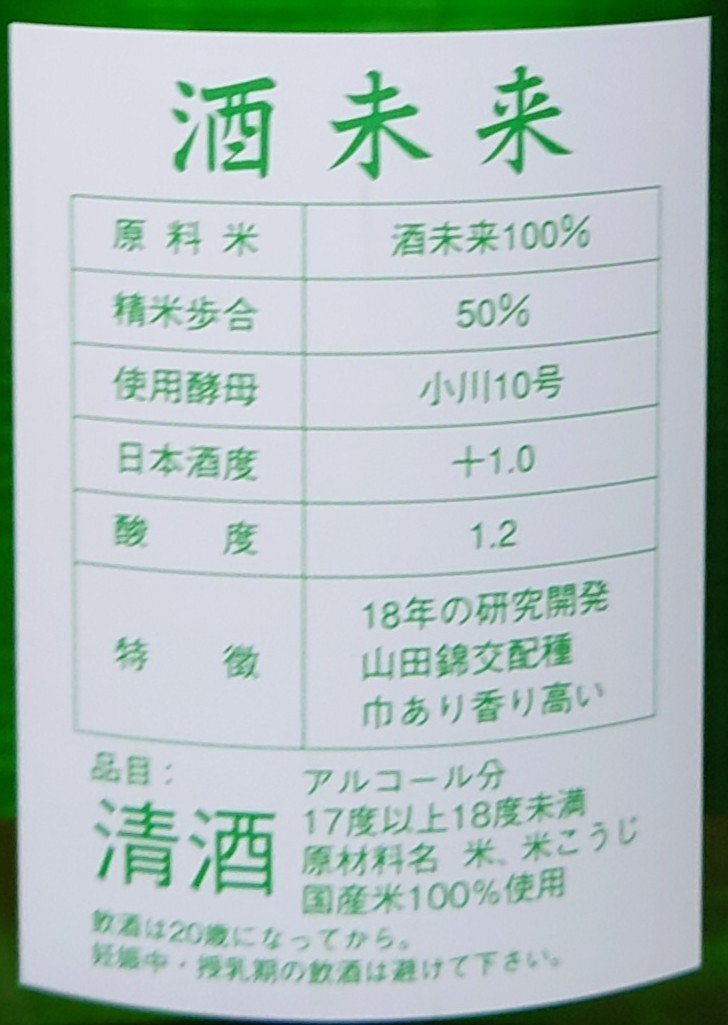 酒未来
原料米 酒未来100%
精米歩合 50%
使用酵母 小川10号
日本酒度 +1.0
酸度 1.2
特徴 18年の研究開発
山田錦交配種
巾あり香り高い
品目: アルコール分
清酒 17度以上18度未満
原材料名 米、米こうじ
国産米100%使用
飲酒は20歳になってから。
妊娠中・授乳期の飲酒は避けて下さい。